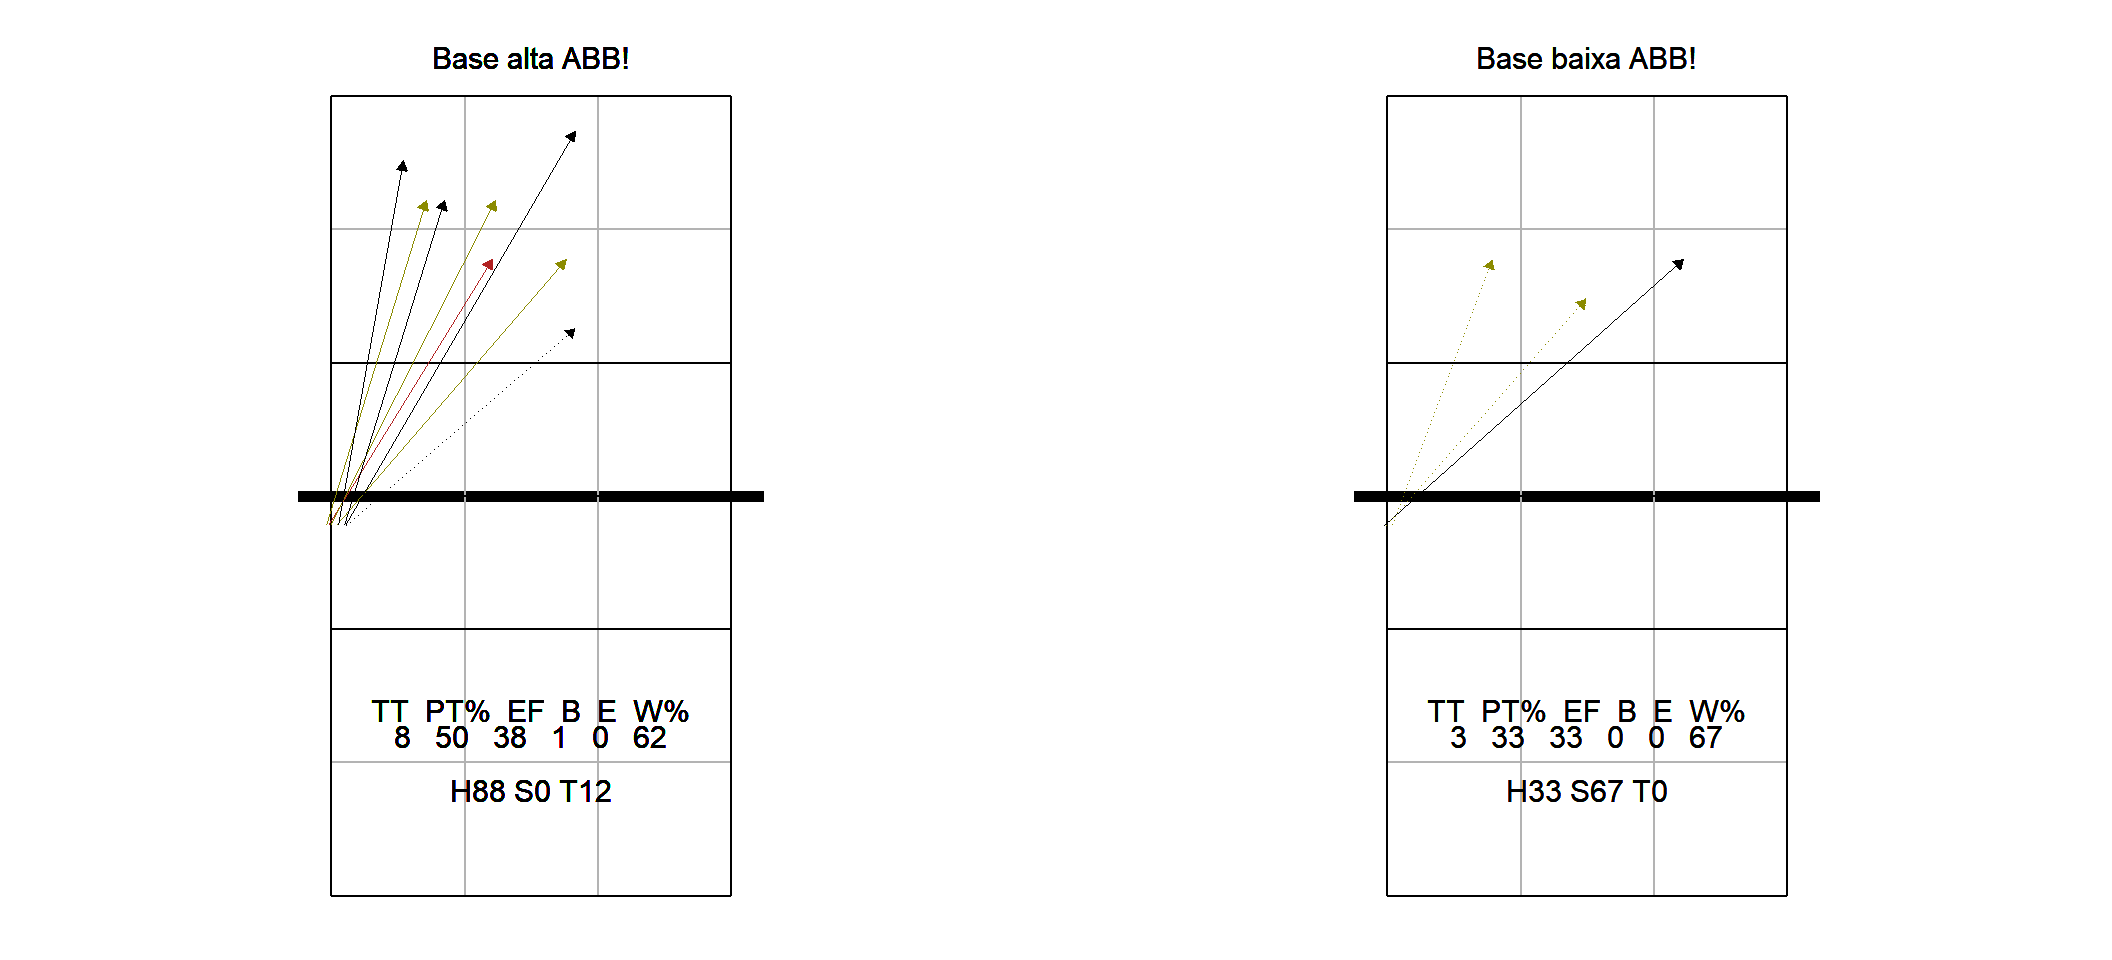 Base alta ABB!
TT PT% EF B E W%
8 50 38 1 0 62
H88 S0 T12
Base baixa ABB!
TT PT% EF B E W%
3 33 33 0 0 67
H33 S67 T0